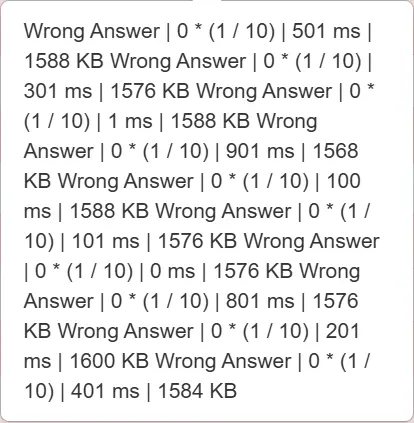 Wrong Answer | 0 * (1 / 10) | 501 ms |
1588 KB Wrong Answer | 0 * (1 / 10) |
301 ms | 1576 KB Wrong Answer | 0 *
(1 / 10) | 1 ms | 1588 KB Wrong
Answer | 0 * (1 / 10) | 901 ms | 1568
KB Wrong Answer | 0 * (1 / 10) | 100
ms | 1588 KB Wrong Answer | 0 * (1 /
10) | 101 ms | 1576 KB Wrong Answer
| 0 * (1 / 10) | 0 ms | 1576 KB Wrong
Answer | 0 * (1 / 10) | 801 ms | 1576
KB Wrong Answer | 0 * (1 / 10) | 201
ms | 1600 KB Wrong Answer | 0 * (1 /
10) | 401 ms | 1584 KB